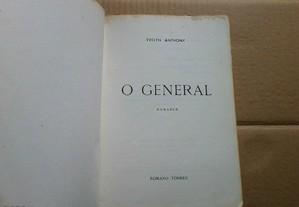 EVELYN ANTHONY
O GENERAL
ROMANCE
ROMANO TORRES